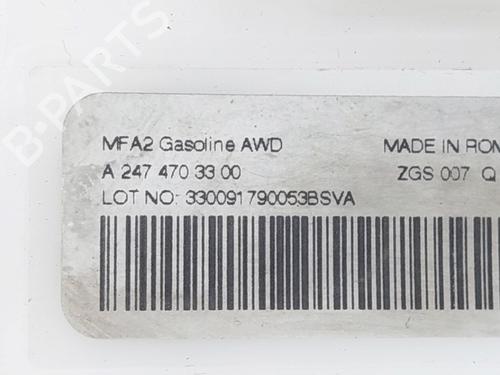 B-PARTS
MFA2 Gasoline AWD MADE IN ROM
A 247 470 33 00 ZGS 007 Q
LOT NO: 330091790053BSVA